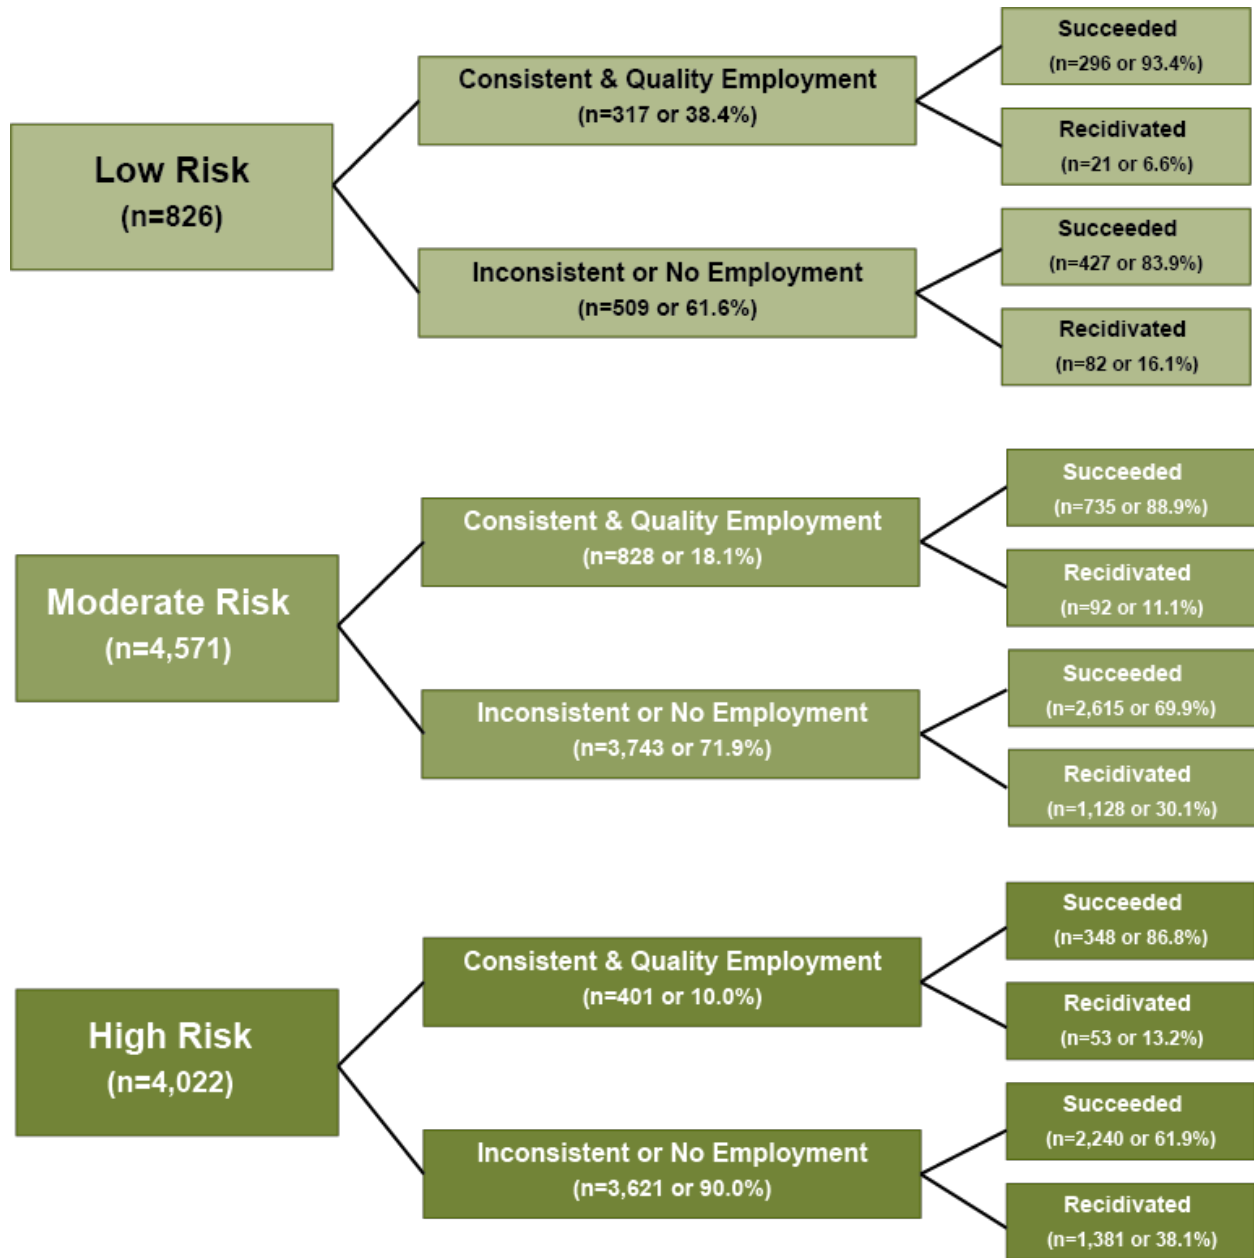 Low Risk
(n=826)
Consistent & Quality Employment
(n=317 or 38.4%)
Succeeded
(n=296 or 93.4%)
Recidivated
(n=21 or 6.6%)
Inconsistent or No Employment
(n=509 or 61.6%)
Succeeded
(n=427 or 83.9%)
Recidivated
(n=82 or 16.1%)
Moderate Risk
(n=4,571)
Consistent & Quality Employment
(n=828 or 18.1%)
Succeeded
(n=735 or 88.9%)
Recidivated
(n=92 or 11.1%)
Inconsistent or No Employment
(n=3,743 or 71.9%)
Succeeded
(n=2,615 or 69.9%)
Recidivated
(n=1,128 or 30.1%)
High Risk
(n=4,022)
Consistent & Quality Employment
(n=401 or 10.0%)
Succeeded
(n=348 or 86.8%)
Recidivated
(n=53 or 13.2%)
Inconsistent or No Employment
(n=3,621 or 90.0%)
Succeeded
(n=2,240 or 61.9%)
Recidivated
(n=1,381 or 38.1%)